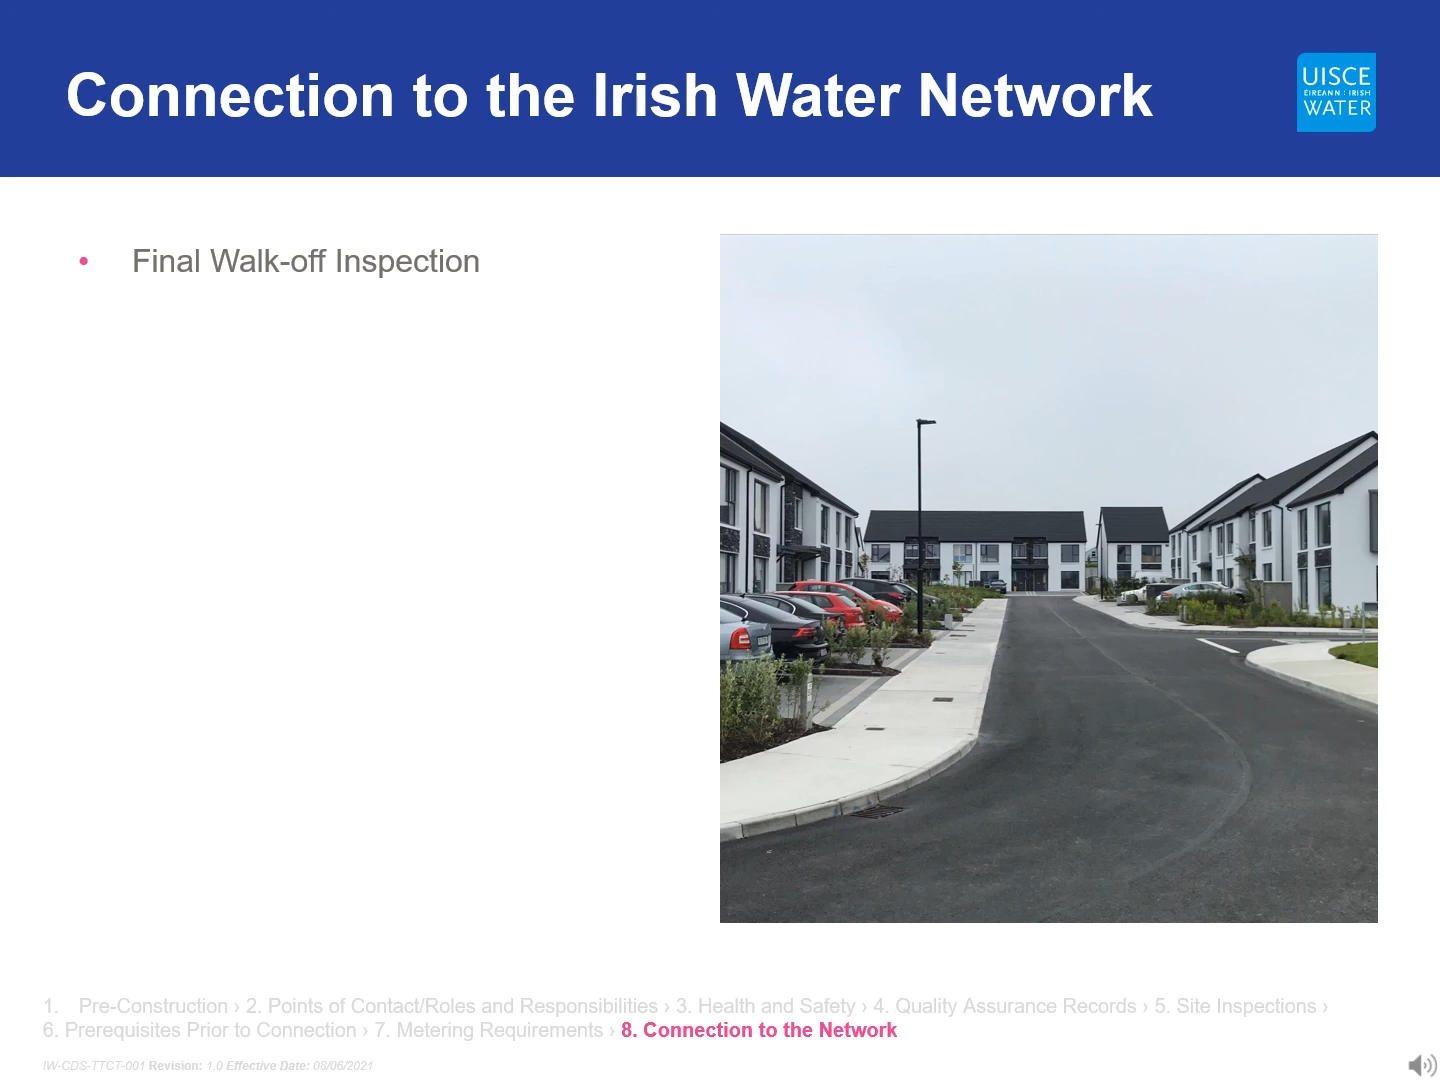 Connection to the Irish Water Network
UISCE
ÉIREANN : IRISH
WATER
• Final Walk-off Inspection
1. Pre-Construction › 2. Points of Contact/Roles and Responsibilities › 3. Health and Safety › 4. Quality Assurance Records › 5. Site Inspections ›
6. Prerequisites Prior to Connection › 7. Metering Requirements › 8. Connection to the Network
IW-CDS-TTCT-001 Revision: 1.0 Effective Date: 08/06/2021